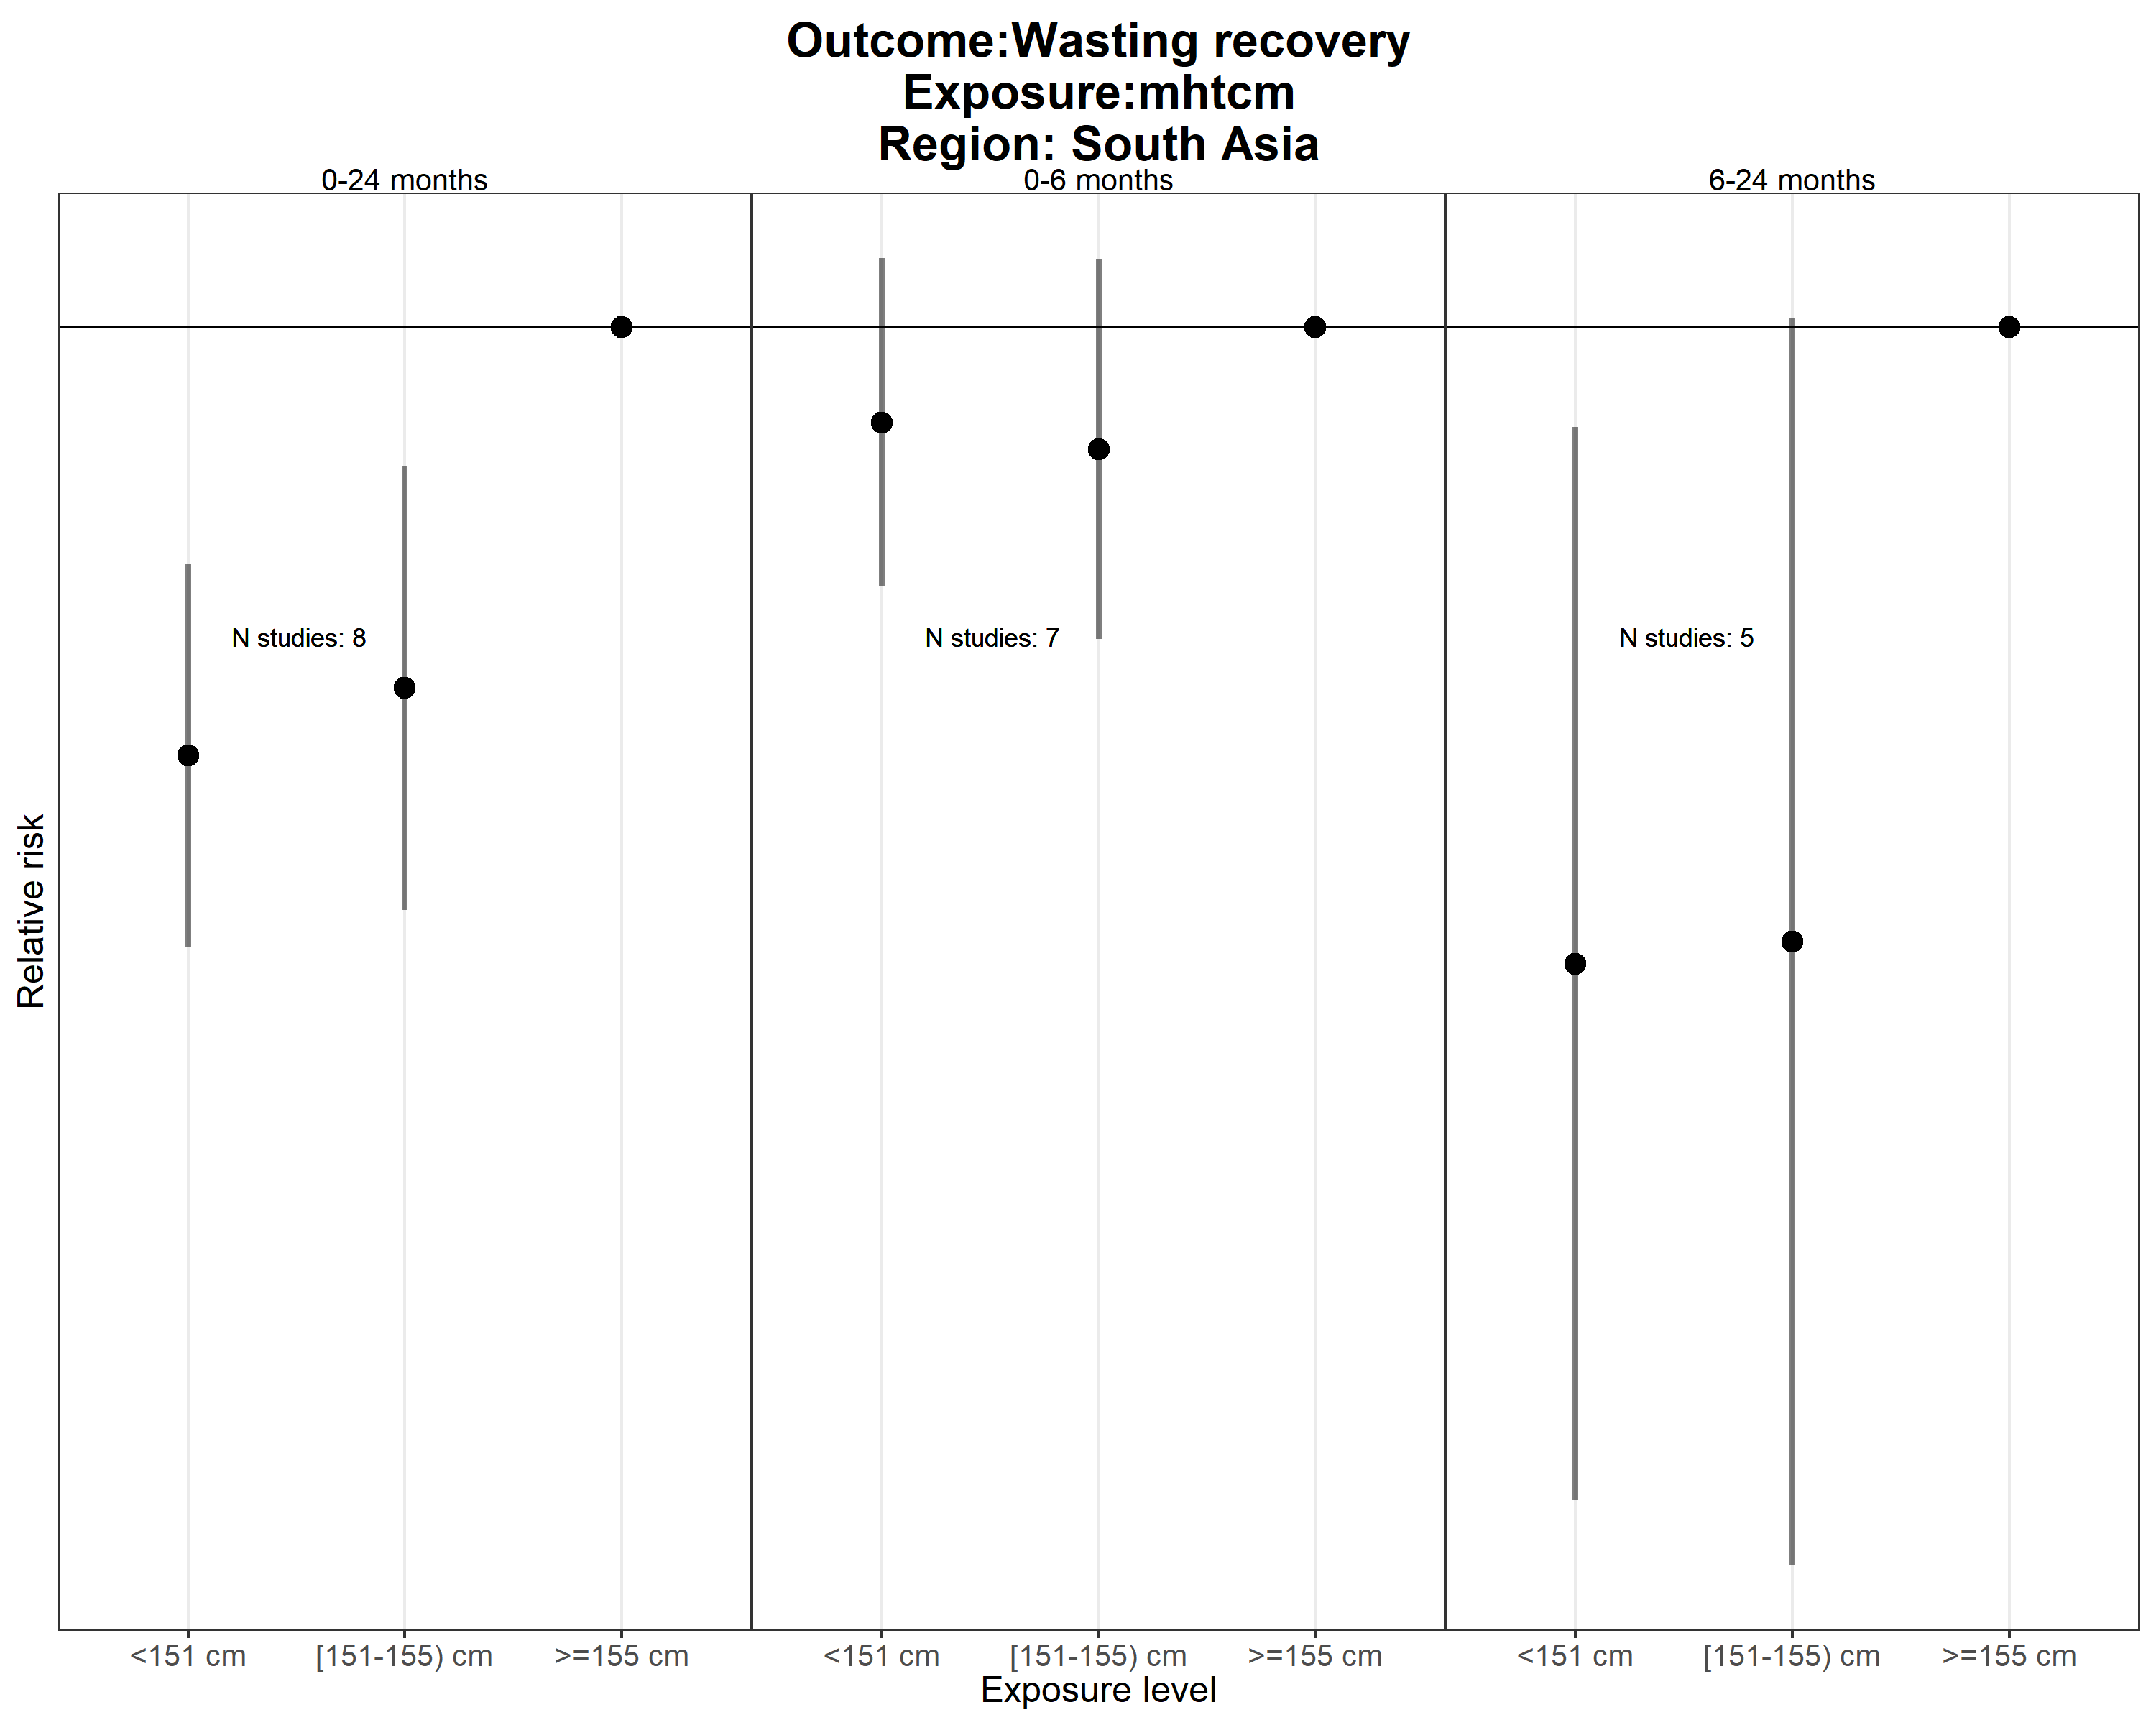 Outcome:Wasting recovery
Exposure:mhtcm
Region: South Asia
0-24 months
0-6 months
6-24 months
N studies: 8
N studies: 7
N studies: 5
Relative risk
<151 cm
[151-155) cm
>=155 cm
<151 cm
[151-155) cm
>=155 cm
<151 cm
[151-155) cm
>=155 cm
Exposure level